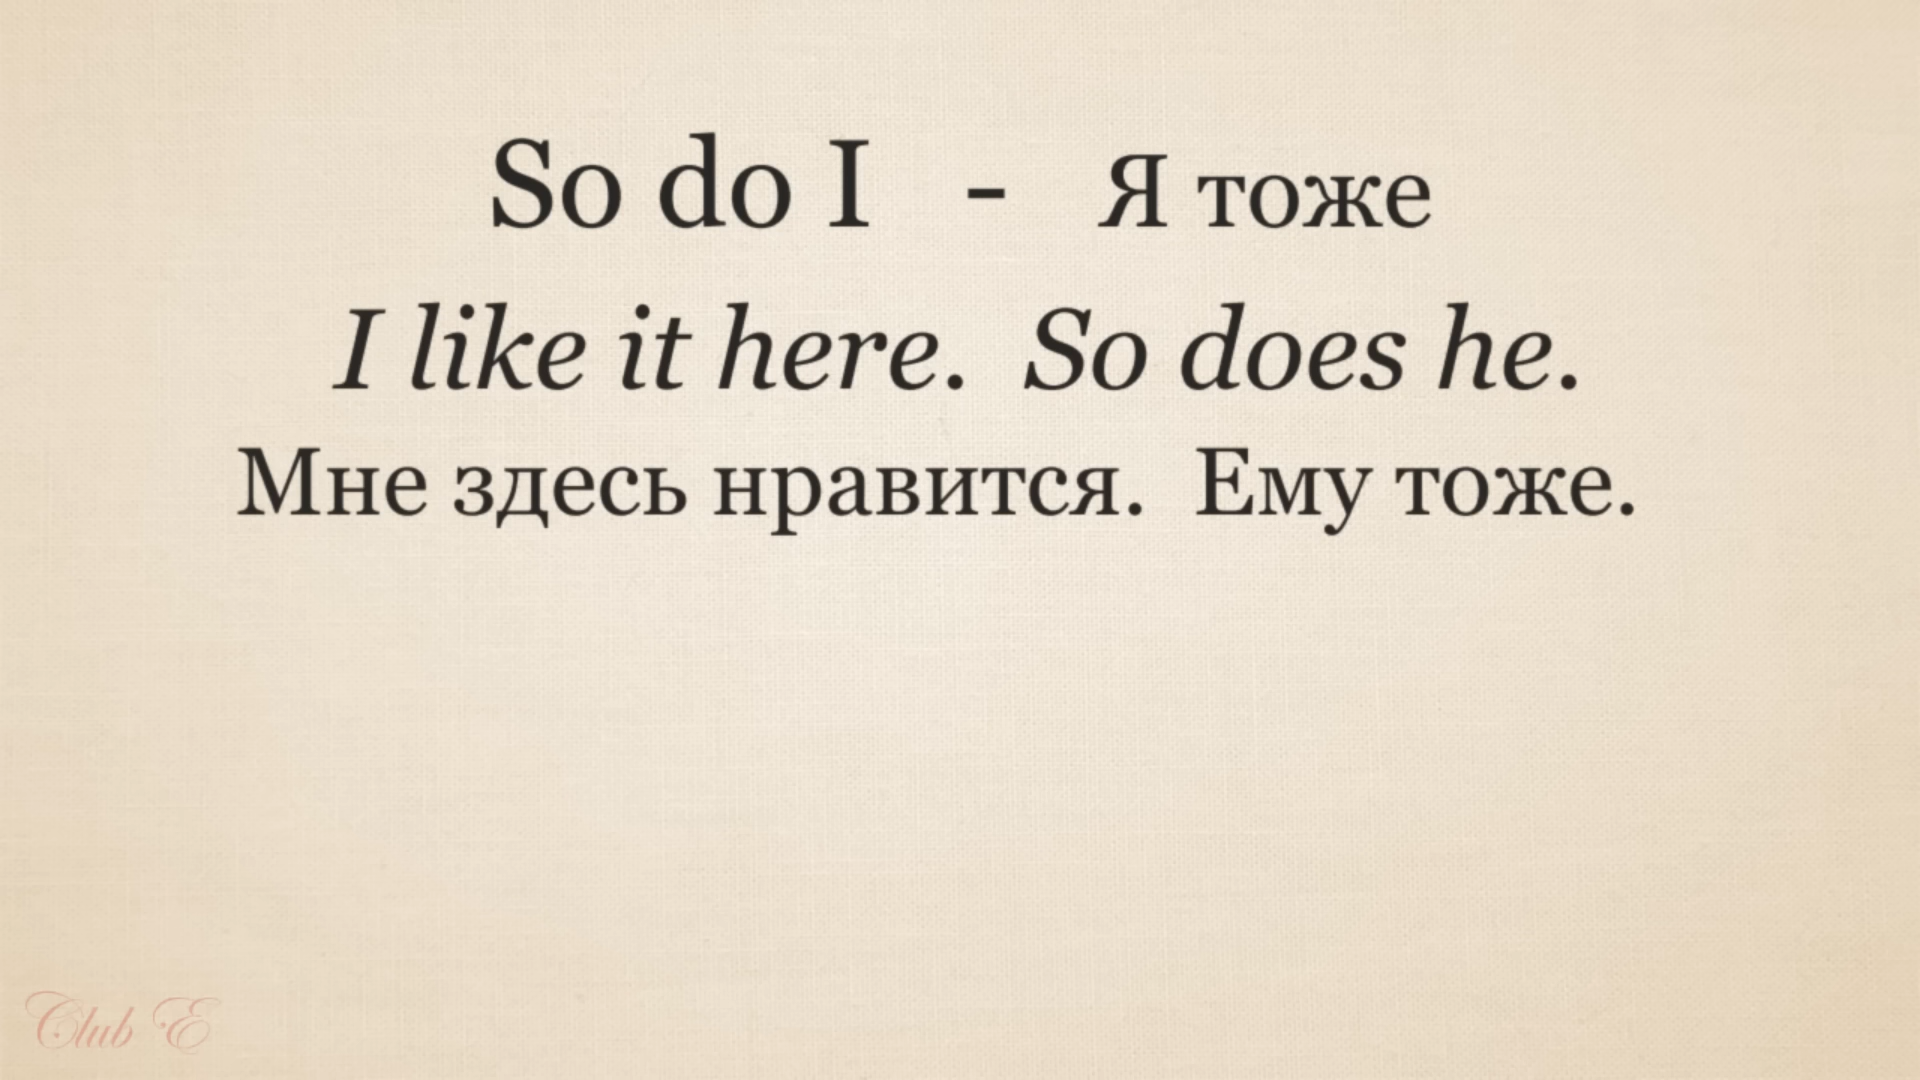 So do I - Я тоже
I like it here. So does he.
Мне здесь нравится. Ему тоже.
Club E